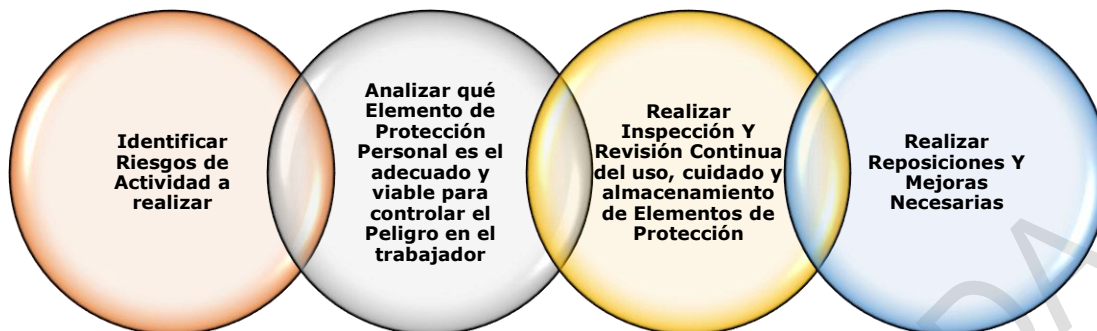 Identificar
Riesgos de
Actividad a
realizar
Analizar qué
Elemento de
Protección
Personal es el
adecuado y
viable para
controlar el
Peligro en el
trabajador
Realizar
Inspección Y
Revisión Continua
del uso, cuidado y
almacenamiento
de Elementos de
Protección
Realizar
Reposiciones Y
Mejoras
Necesarias